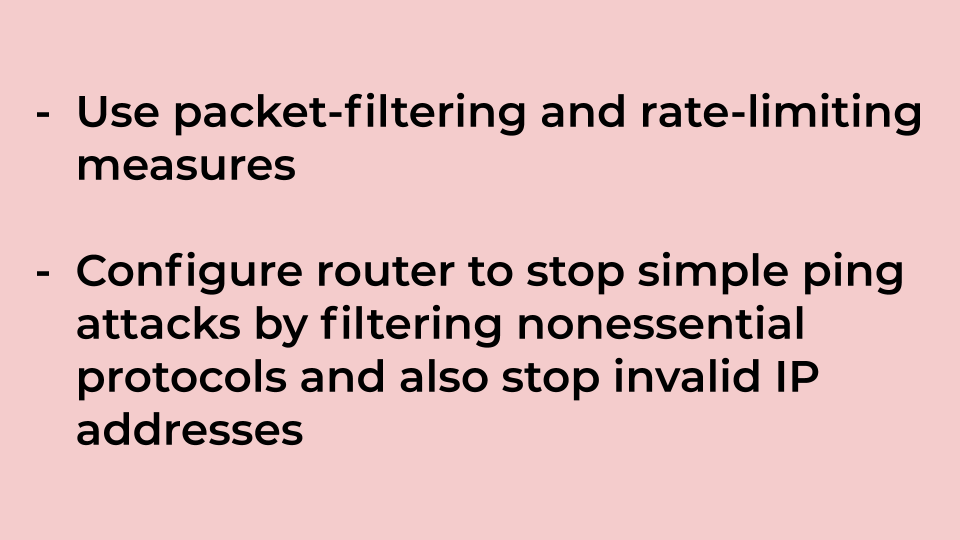 - Use packet-filtering and rate-limiting
measures
- Configure router to stop simple ping
attacks by filtering nonessential
protocols and also stop invalid IP
addresses